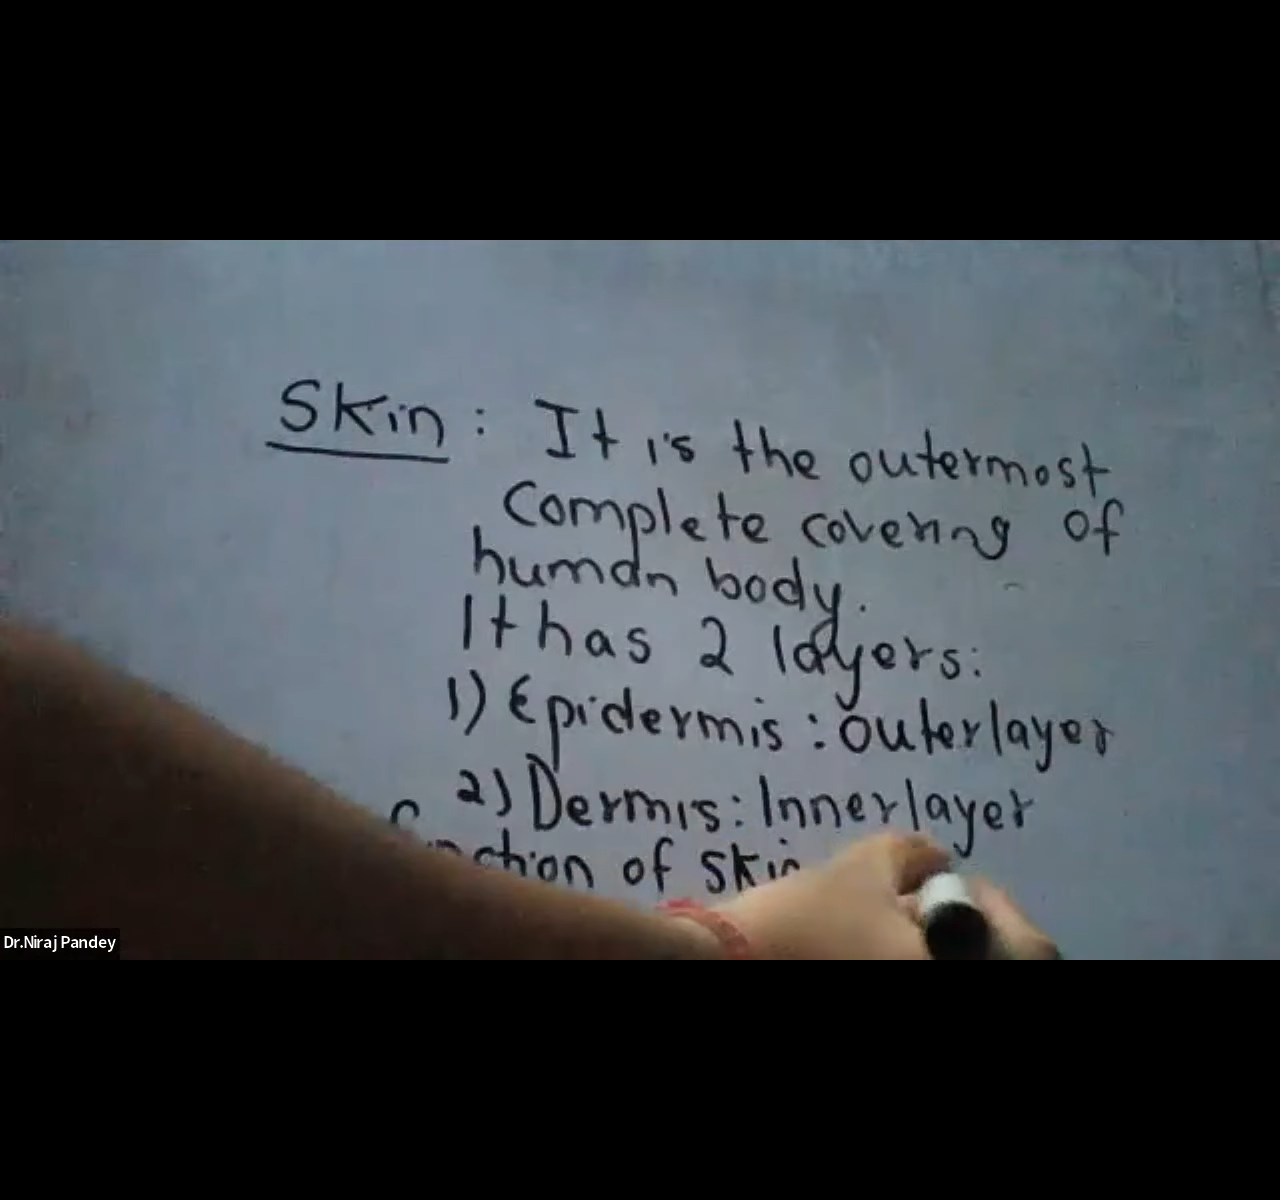 Skin : It is the outermost
Complete covering of
human body.
It has 2 layers:
1) Epidermis : outer layer
2) Dermis : Inner layer
of skin
Dr.Niraj Pandey